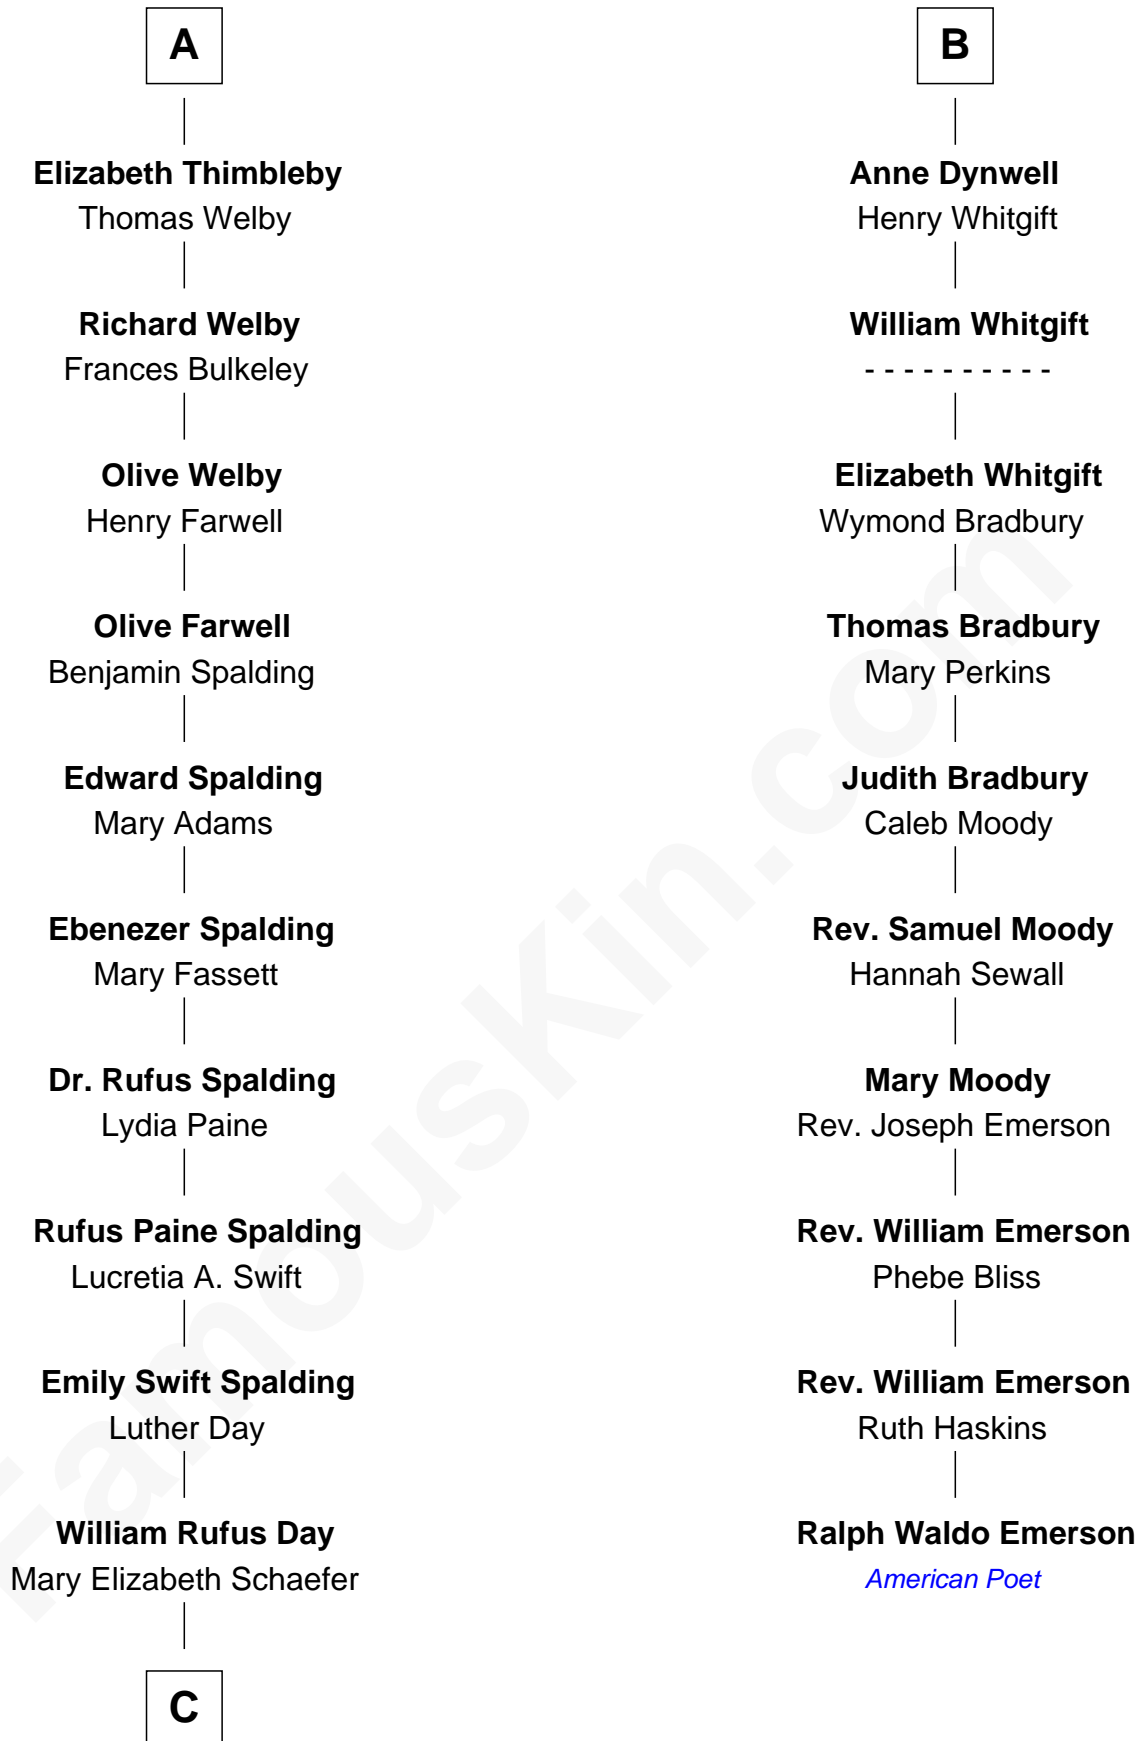 A
Elizabeth Thimbleby
Thomas Welby
Richard Welby
Frances Bulkeley
Olive Welby
Henry Farwell
Olive Farwell
Benjamin Spalding
Edward Spalding
Mary Adams
Ebenezer Spalding
Mary Fassett
Dr. Rufus Spalding
Lydia Paine
Rufus Paine Spalding
Lucretia A. Swift
Emily Swift Spalding
Luther Day
William Rufus Day
Mary Elizabeth Schaefer
C
B
Anne Dynwell
Henry Whitgift
William Whitgift
- - - - - - - - - -
Elizabeth Whitgift
Wymond Bradbury
Thomas Bradbury
Mary Perkins
Judith Bradbury
Caleb Moody
Rev. Samuel Moody
Hannah Sewall
Mary Moody
Rev. Joseph Emerson
Rev. William Emerson
Phebe Bliss
Rev. William Emerson
Ruth Haskins
Ralph Waldo Emerson
American Poet
FamousKin.com